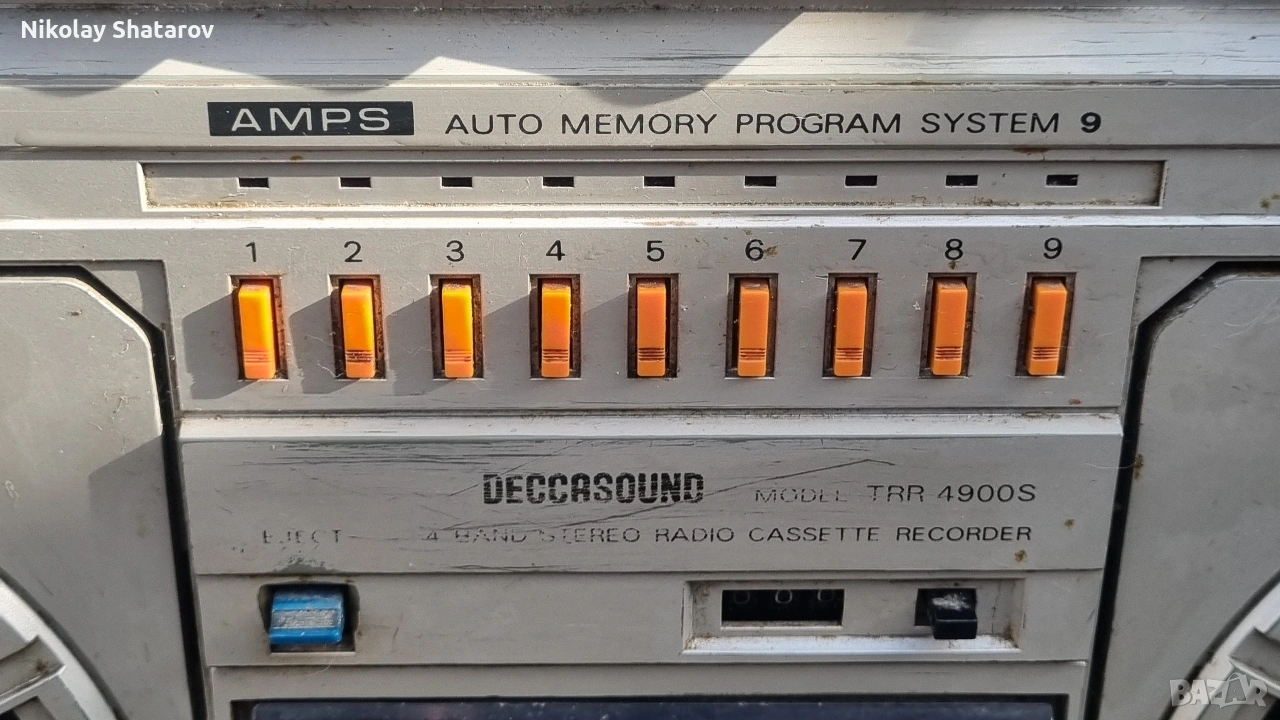 Nikolay Shatarov
AMPS AUTO MEMORY PROGRAM SYSTEM 9
1 2 3 4 5 6 7 8 9
DECCASOUND MODEL TRR 4900S
EJECT 4 BAND STEREO RADIO CASSETTE RECORDER
BAZAR